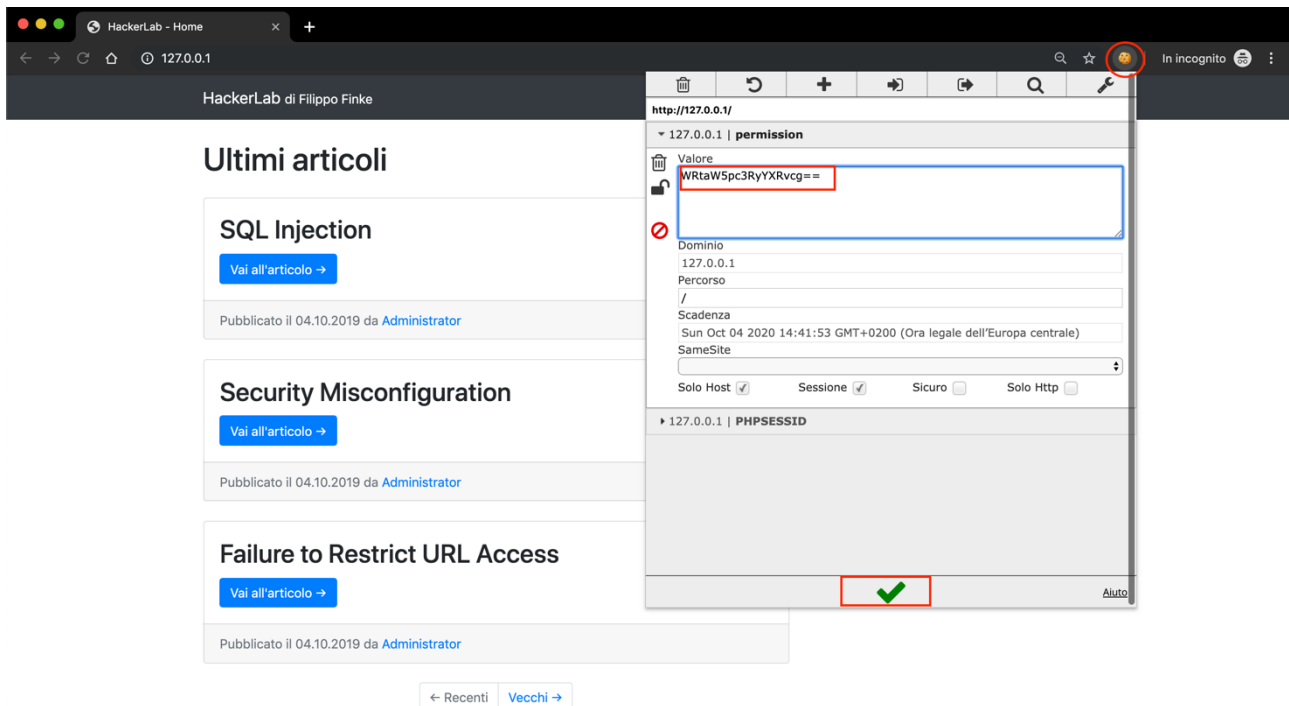 HackerLab - Home
127.0.0.1
In incognito
HackerLab di Filippo Finke
http://127.0.0.1/
127.0.0.1 | permission
Valore
WRtaW5pc3RyYXRvcg==
Dominio
127.0.0.1
Percorso
/
Scadenza
Sun Oct 04 2020 14:41:53 GMT+0200 (Ora legale dell'Europa centrale)
SameSite
Solo Host Sessione Sicuro Solo Http
127.0.0.1 | PHPSESSID
Aiuto
Ultimi articoli
SQL Injection
Vai all'articolo →
Pubblicato il 04.10.2019 da Administrator
Security Misconfiguration
Vai all'articolo →
Pubblicato il 04.10.2019 da Administrator
Failure to Restrict URL Access
Vai all'articolo →
Pubblicato il 04.10.2019 da Administrator
← Recenti Vecchi →